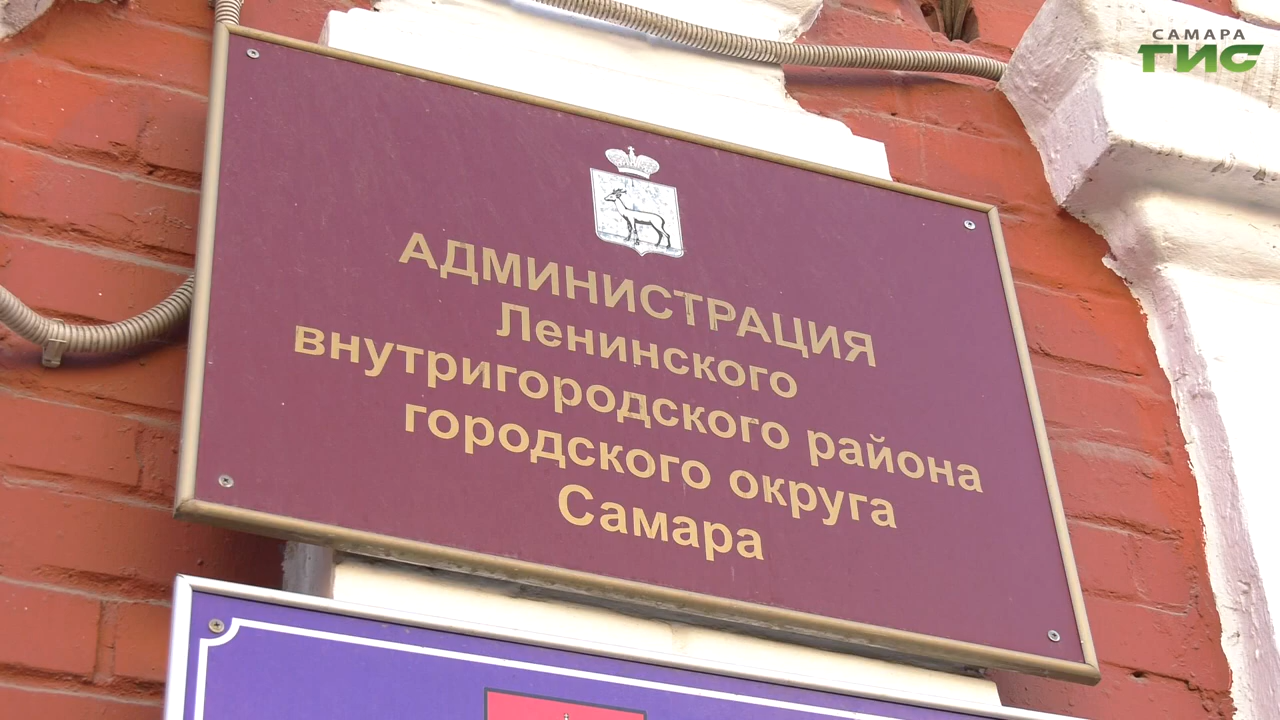 САМАРА
ГИС
АДМИНИСТРАЦИЯ
Ленинского
внутригородского района
городского округа
Самара